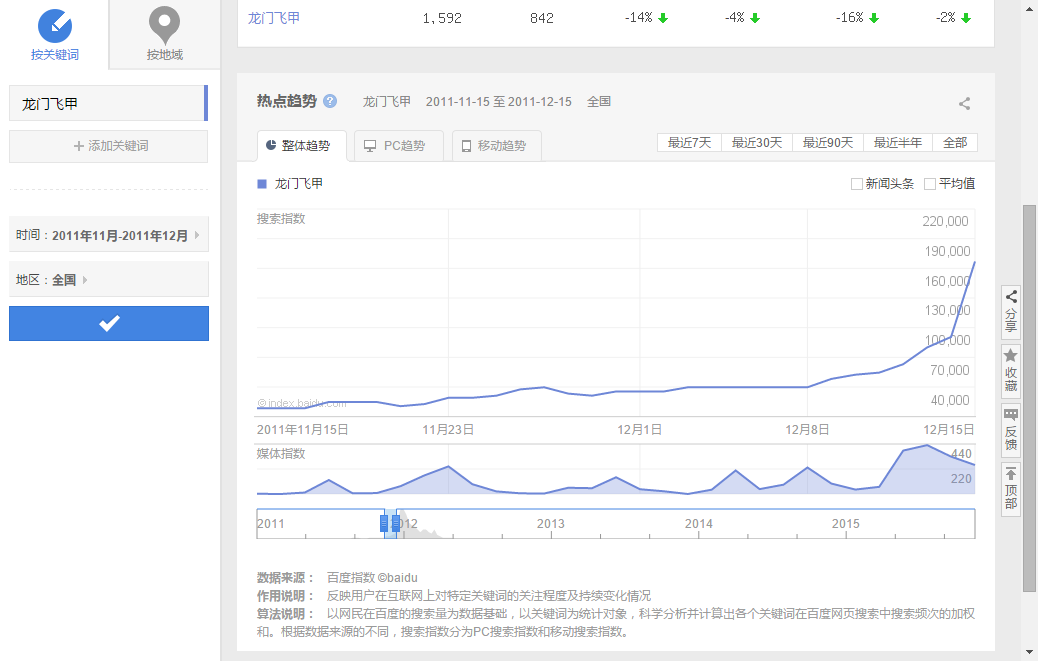 按关键词
按地域
龙门飞甲 1,592 842 -14% -4% -16% -2%
龙门飞甲
+ 添加关键词
时间：2011年11月-2011年12月
地区：全国
热点趋势 ? 龙门飞甲 2011-11-15 至 2011-12-15 全国
整体趋势 PC趋势 移动趋势 最近7天 最近30天 最近90天 最近半年 全部
龙门飞甲 新闻头条 平均值
搜索指数
220,000
190,000
160,000
130,000
100,000
70,000
40,000
©index.baidu.com
2011年11月15日 11月23日 12月1日 12月8日 12月15日
媒体指数
440
220
2011 2012 2013 2014 2015
数据来源： 百度指数 ©baidu
作用说明： 反映用户在互联网上对特定关键词的关注程度及持续变化情况
算法说明： 以网民在百度的搜索量为数据基础，以关键词为统计对象，科学分析并计算出各个关键词在百度网页搜索中搜索频次的加权
和。根据数据来源的不同，搜索指数分为PC搜索指数和移动搜索指数。
分享
收藏
反馈
顶部